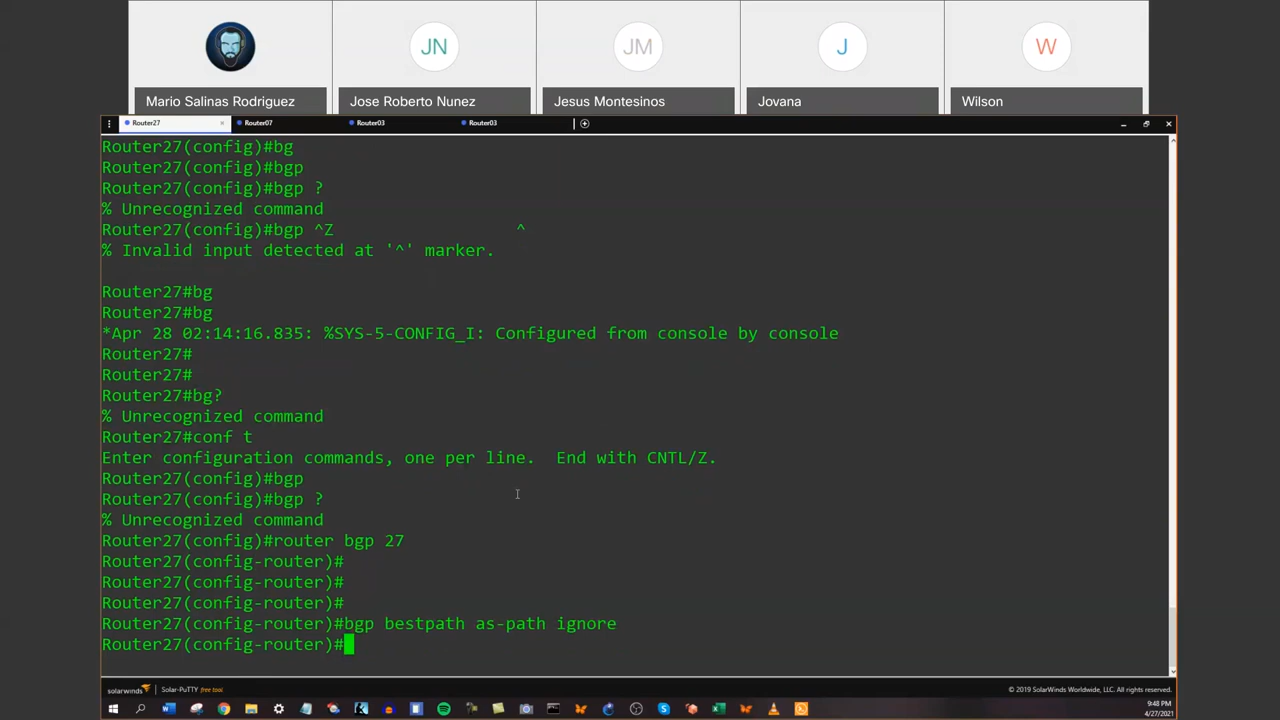 JN
JM
J
W
Mario Salinas Rodriguez
Jose Roberto Nunez
Jesus Montesinos
Jovana
Wilson
Router27
Router07
Router03
Router03
Router27(config)#bg
Router27(config)#bgp
Router27(config)#bgp ?
% Unrecognized command
Router27(config)#bgp ^Z                  ^
% Invalid input detected at '^' marker.
Router27#bg
Router27#bg
*Apr 28 02:14:16.835: %SYS-5-CONFIG_I: Configured from console by console
Router27#
Router27#
Router27#bg?
% Unrecognized command
Router27#conf t
Enter configuration commands, one per line.  End with CNTL/Z.
Router27(config)#bgp
Router27(config)#bgp ?
% Unrecognized command
Router27(config)#router bgp 27
Router27(config-router)#
Router27(config-router)#
Router27(config-router)#
Router27(config-router)#bgp bestpath as-path ignore
Router27(config-router)#
solarwinds Solar-PuTTY free tool
© 2019 SolarWinds Worldwide, LLC. All rights reserved.
9:48 PM
4/27/2021